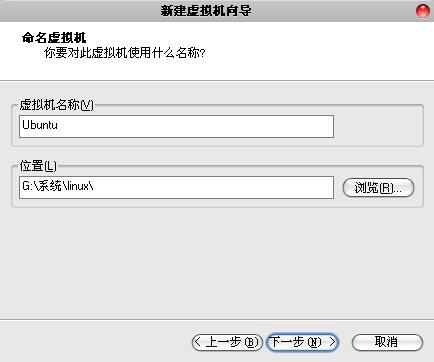 新建虚拟机向导
命名虚拟机
你要对此虚拟机使用什么名称?
虚拟机名称(V)
Ubuntu
位置(L)
G:\系统\linux\
浏览(R)...
< 上一步(B) 下一步(N) > 取消